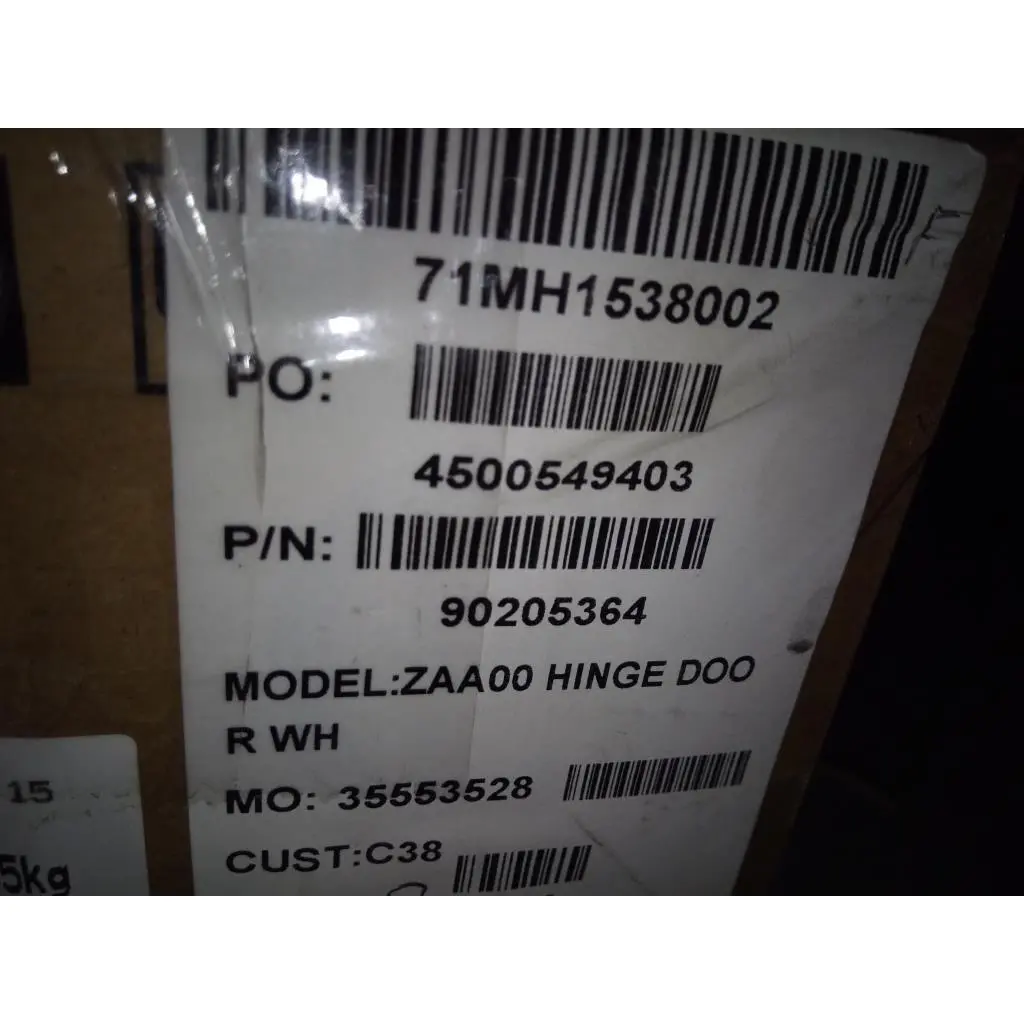 71MH1538002
PO:
4500549403
P/N:
90205364
MODEL:ZAA00 HINGE DOO
R WH
MO: 35553528
CUST:C38
15
5kg